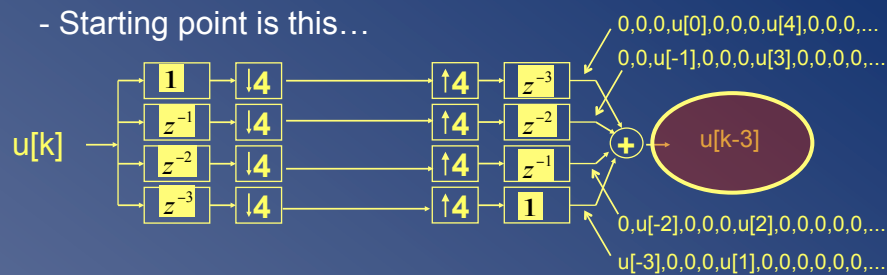 - Starting point is this…
0,0,0,u[0],0,0,0,u[4],0,0,0,...
0,0,u[-1],0,0,0,u[3],0,0,0,0,...
1 ↓4 ↑4 z⁻³
z⁻¹ ↓4 ↑4 z⁻²
u[k] + u[k-3]
z⁻² ↓4 ↑4 z⁻¹
z⁻³ ↓4 ↑4 1
0,u[-2],0,0,0,u[2],0,0,0,0,0,...
u[-3],0,0,0,u[1],0,0,0,0,0,0,...